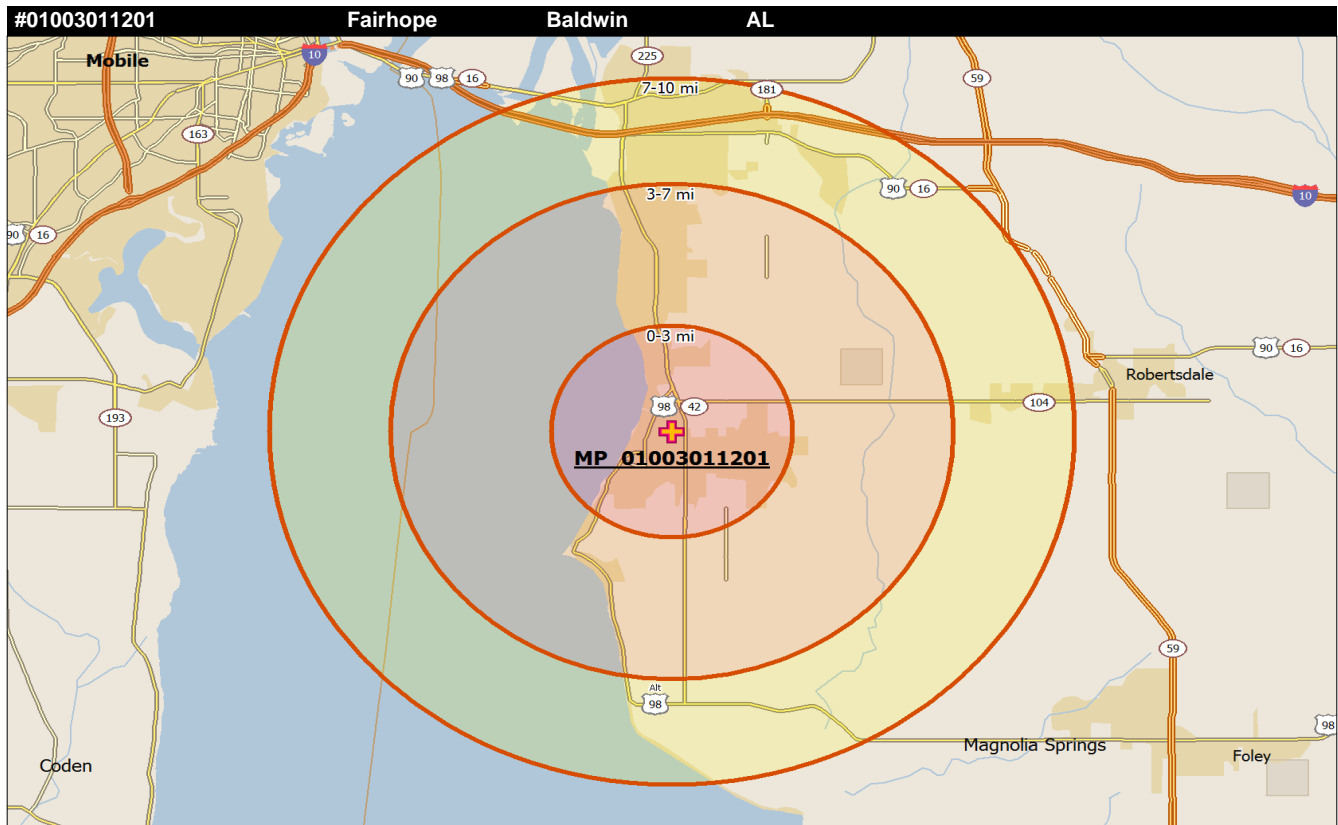 #01003011201 Fairhope Baldwin AL
Mobile
10
225
90 98 16
59
7-10 mi
181
163
3-7 mi
90 16
10
90 16
0-3 mi
90 16
Robertsdale
193
98 42
104
MP 01003011201
59
Alt
98
98
Magnolia Springs
Foley
Coden